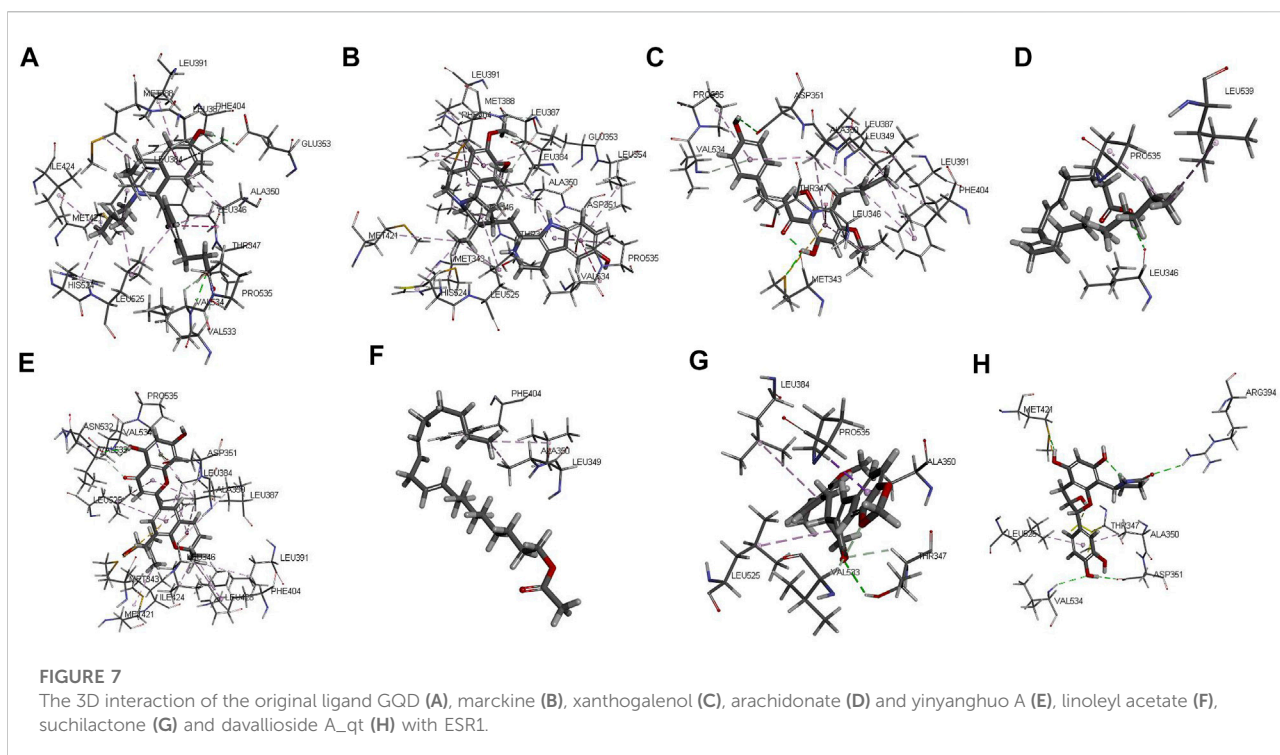 A
LEU391
PHE404
GLU353
LEU384
ILE424
ALA350
LEU346
MET421
THR347
HIS524
LEU525
PRO535
VAL534
VAL533
B
LEU391
MET388
PHE404
LEU387
GLU353
LEU384
ALA350
ASP351
MET421
MET343
PRO535
VAL534
HIS524
LEU525
C
PRO535
ASP351
LEU387
LEU349
LEU391
VAL534
PHE404
THR347
LEU346
MET343
D
LEU539
PRO535
LEU346
E
PRO535
ASN532
VAL534
VAL533
ASP351
LEU384
LEU387
LEU391
PHE404
MET343
ILE424
MET421
F
PHE404
ALA350
LEU349
G
LEU384
PRO535
ALA350
THR347
VAL533
LEU525
H
ARG394
MET421
THR347
ALA350
LEU525
ASP351
VAL534
FIGURE 7
The 3D interaction of the original ligand GQD (A), marckine (B), xanthogalenol (C), arachidonate (D) and yinyanghuo A (E), linoleyl acetate (F),
suchilactone (G) and davallioside A_qt (H) with ESR1.